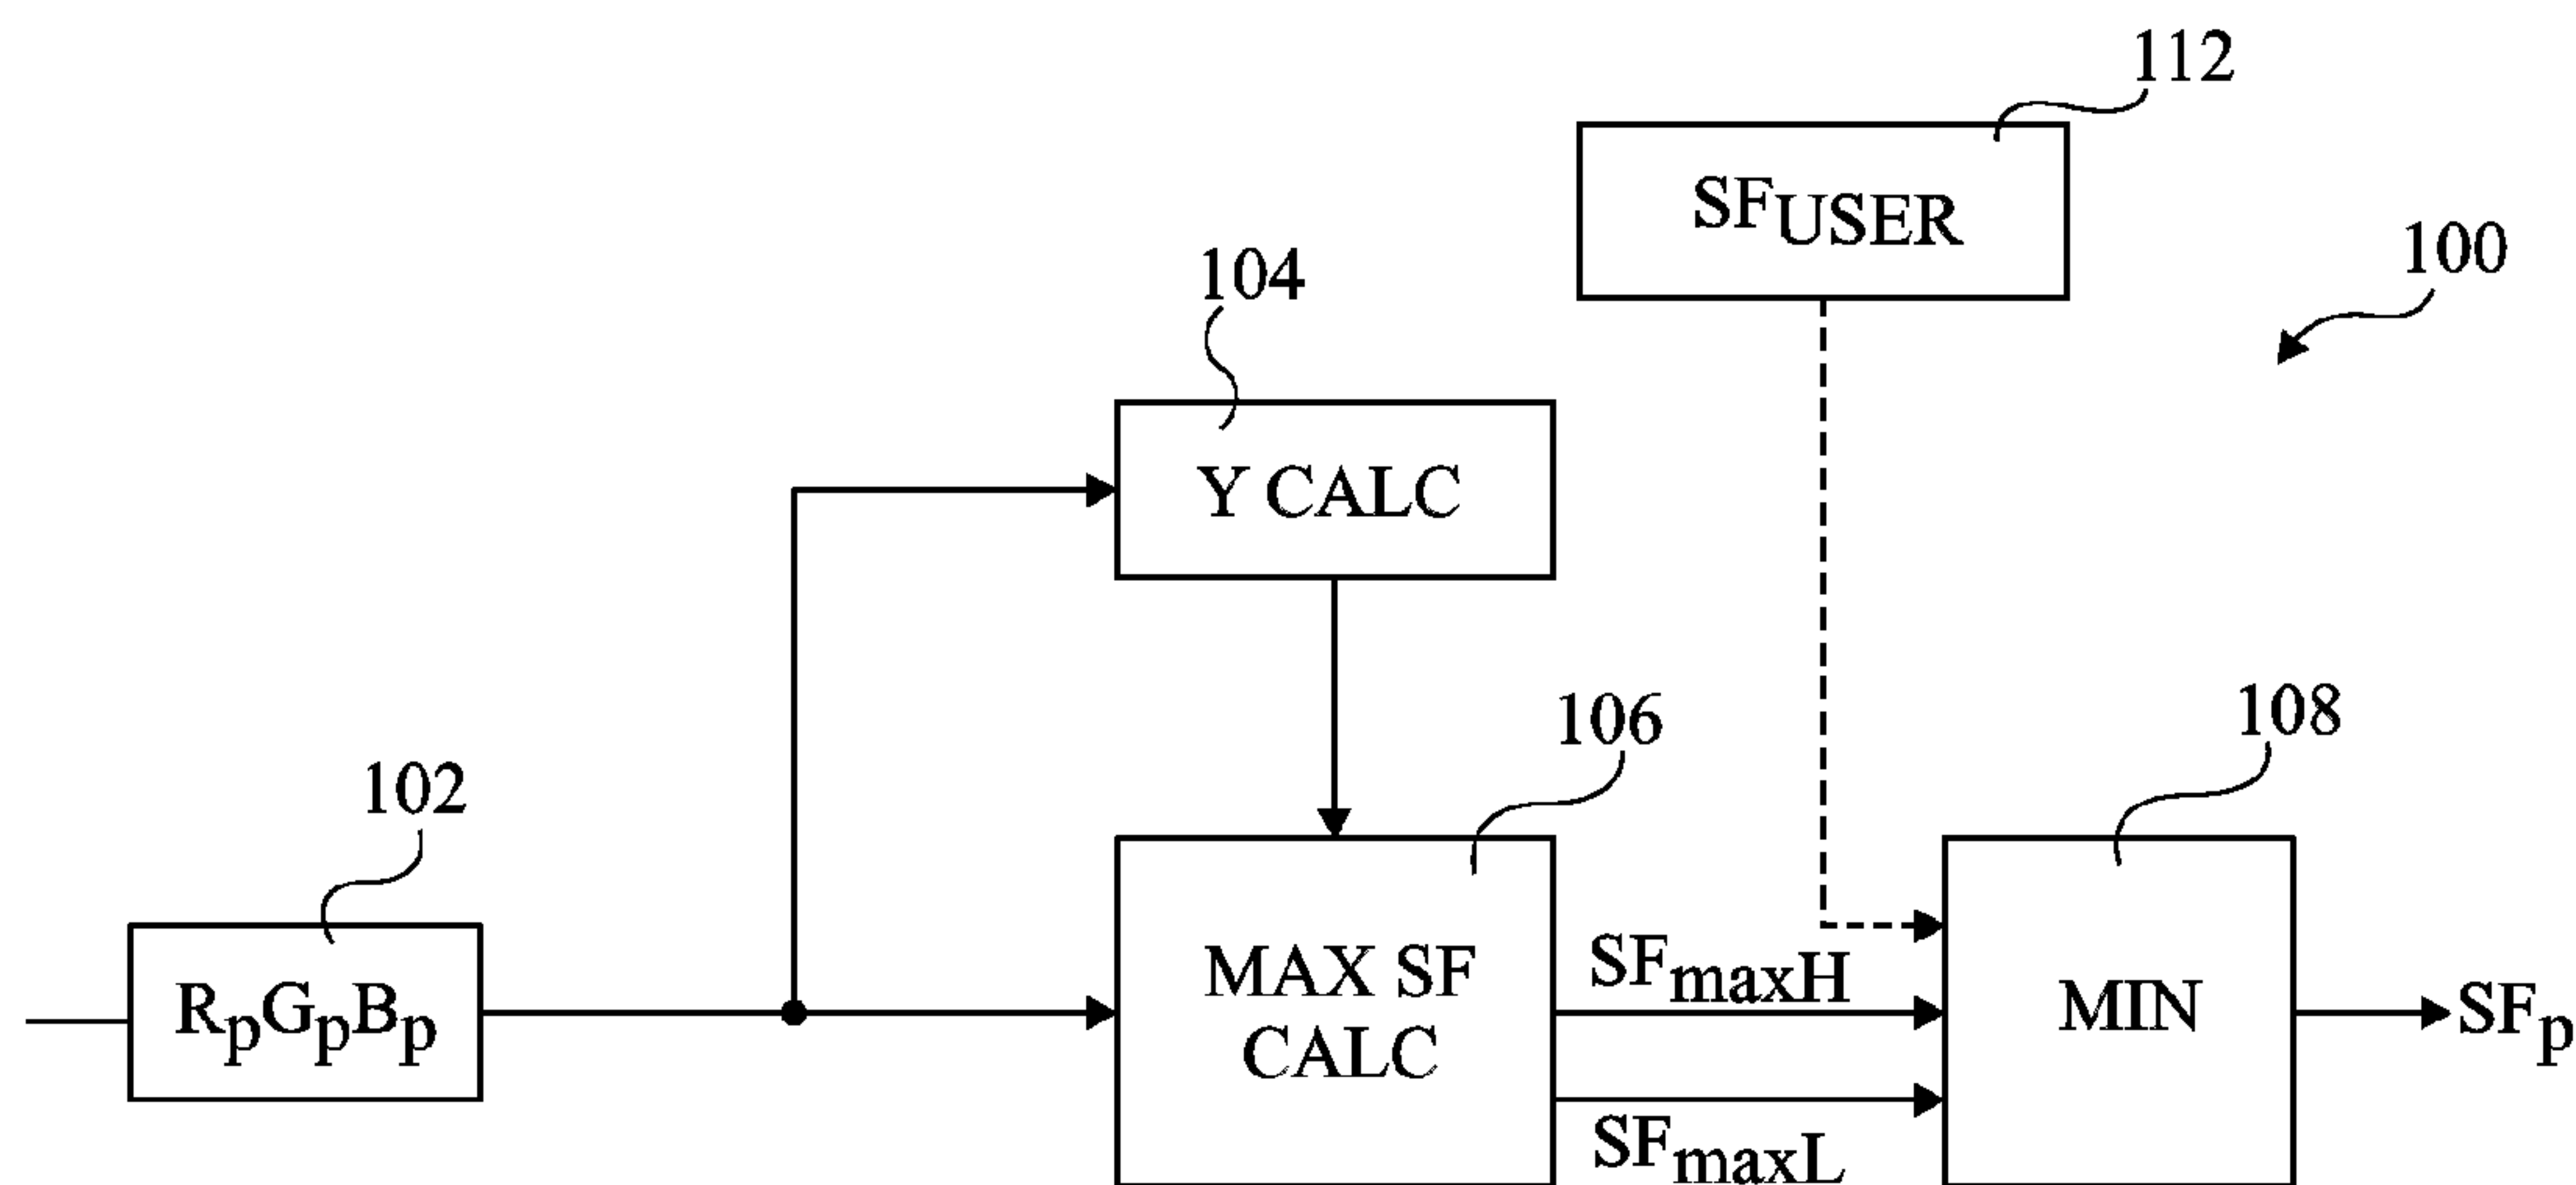 112
SFUSER
100
104
Y CALC
106
108
102
RpGpBp
MAX SF
CALC
SFmaxH
SFmaxL
MIN
SFp